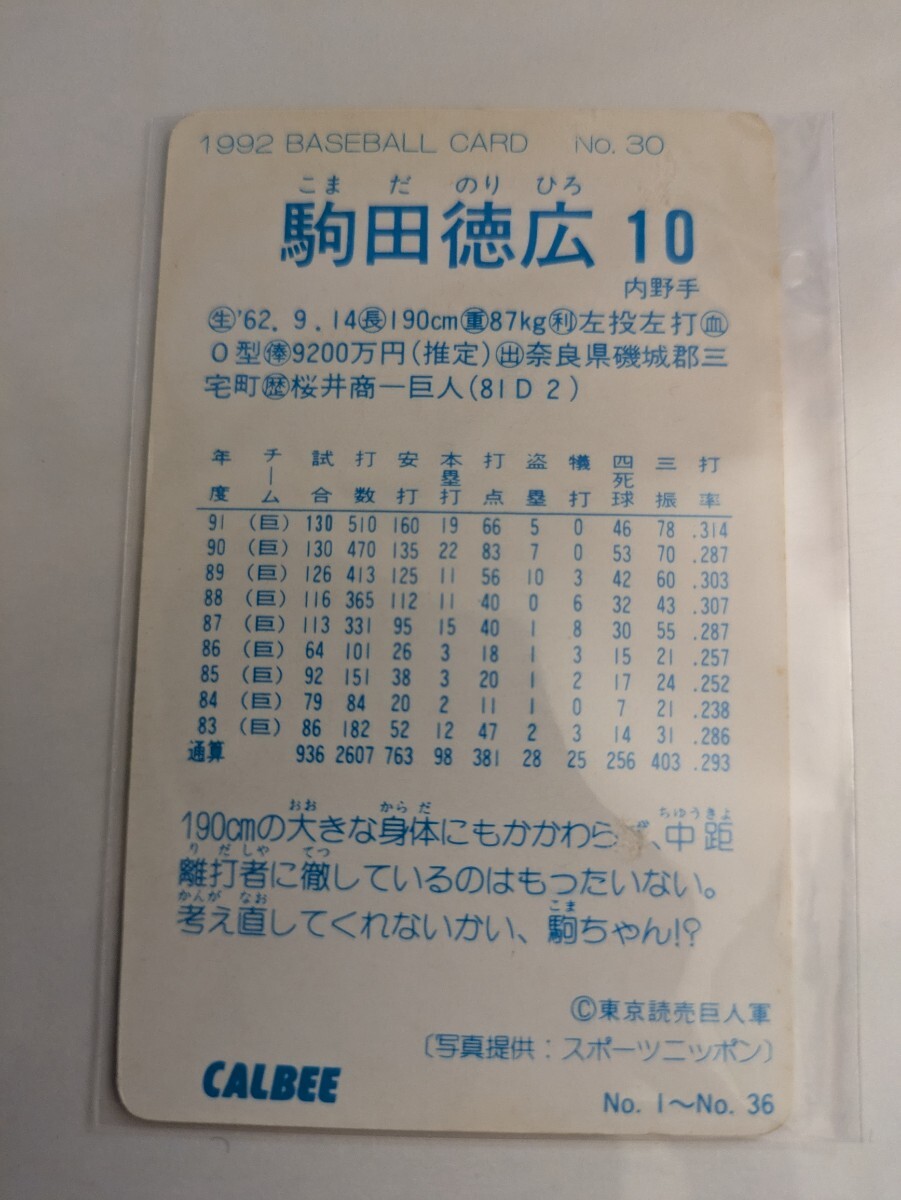 1992 BASEBALL CARD No. 30
こま だ のり ひろ
駒田徳広 10
内野手
㊗生'62. 9. 14長190cm重87kg利左投左打血
O型俸9200万円(推定)出奈良県磯城郡三
宅町歴桜井商ー巨人(81D2)
年度 チーム 試合 打数 安打 本塁打 打点 盗塁 犠打 四死球 三振 打率
91 (巨) 130 510 160 19 66 5 0 46 78 .314
90 (巨) 130 470 135 22 83 7 0 53 70 .287
89 (巨) 126 413 125 11 56 10 3 42 60 .303
88 (巨) 116 365 112 11 40 0 6 32 43 .307
87 (巨) 113 331 95 15 40 1 8 30 55 .287
86 (巨) 64 101 26 3 18 1 3 15 21 .257
85 (巨) 92 151 38 3 20 1 2 17 24 .252
84 (巨) 79 84 20 2 11 1 0 7 21 .238
83 (巨) 86 182 52 12 47 2 3 14 31 .286
通算 936 2607 763 98 381 28 25 256 403 .293
おお からだ ちゅうきょ
190cmの大きな身体にもかかわら、中距
りだしゃ てつ
離打者に徹しているのはもったいない。
かんが なお こま
考え直してくれないかい、駒ちゃん!?
©東京読売巨人軍
〔写真提供：スポーツニッポン〕
CALBEE
No. 1〜No. 36